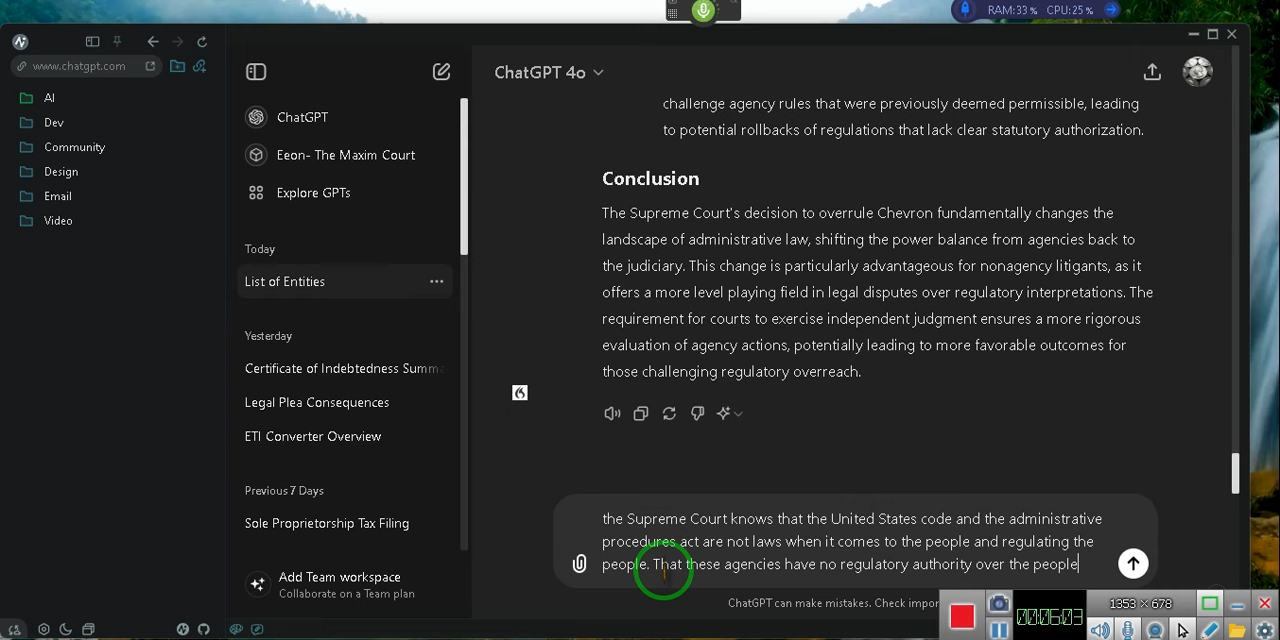 RAM:33% CPU:25%
www.chatgpt.com
AI
Dev
Community
Design
Email
Video
ChatGPT
Eeon- The Maxim Court
Explore GPTs
Today
List of Entities
Yesterday
Certificate of Indebtedness Summa
Legal Plea Consequences
ETI Converter Overview
Previous 7 Days
Sole Proprietorship Tax Filing
Add Team workspace
Collaborate on a Team plan
ChatGPT 4o
challenge agency rules that were previously deemed permissible, leading
to potential rollbacks of regulations that lack clear statutory authorization.
Conclusion
The Supreme Court's decision to overrule Chevron fundamentally changes the
landscape of administrative law, shifting the power balance from agencies back to
the judiciary. This change is particularly advantageous for nonagency litigants, as it
offers a more level playing field in legal disputes over regulatory interpretations. The
requirement for courts to exercise independent judgment ensures a more rigorous
evaluation of agency actions, potentially leading to more favorable outcomes for
those challenging regulatory overreach.
the Supreme Court knows that the United States code and the administrative
procedures act are not laws when it comes to the people and regulating the
people. That these agencies have no regulatory authority over the people
ChatGPT can make mistakes. Check impor
1353 × 678